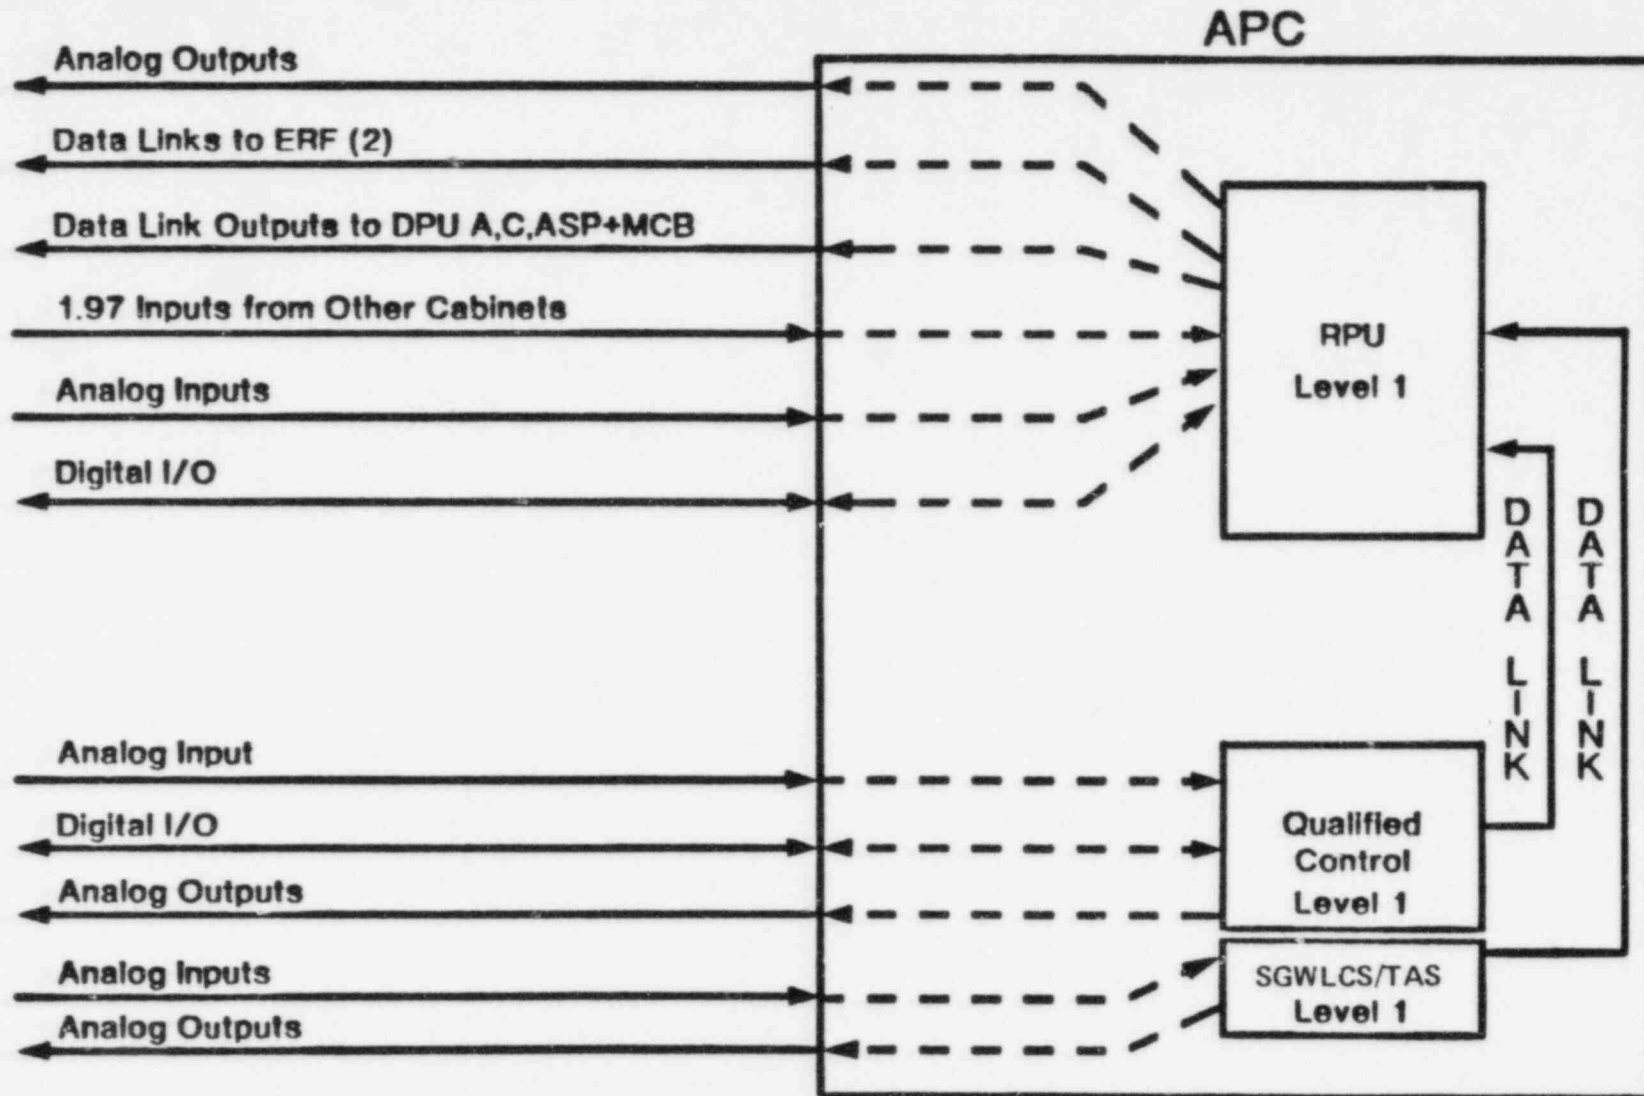 APC
Analog Outputs
Data Links to ERF (2)
Data Link Outputs to DPU A,C,ASP+MCB
1.97 Inputs from Other Cabinets
Analog Inputs
Digital I/O
RPU
Level 1
DATA LINK
DATA LINK
Analog Input
Digital I/O
Analog Outputs
Analog Inputs
Analog Outputs
Qualified
Control
Level 1
SGWLCS/TAS
Level 1